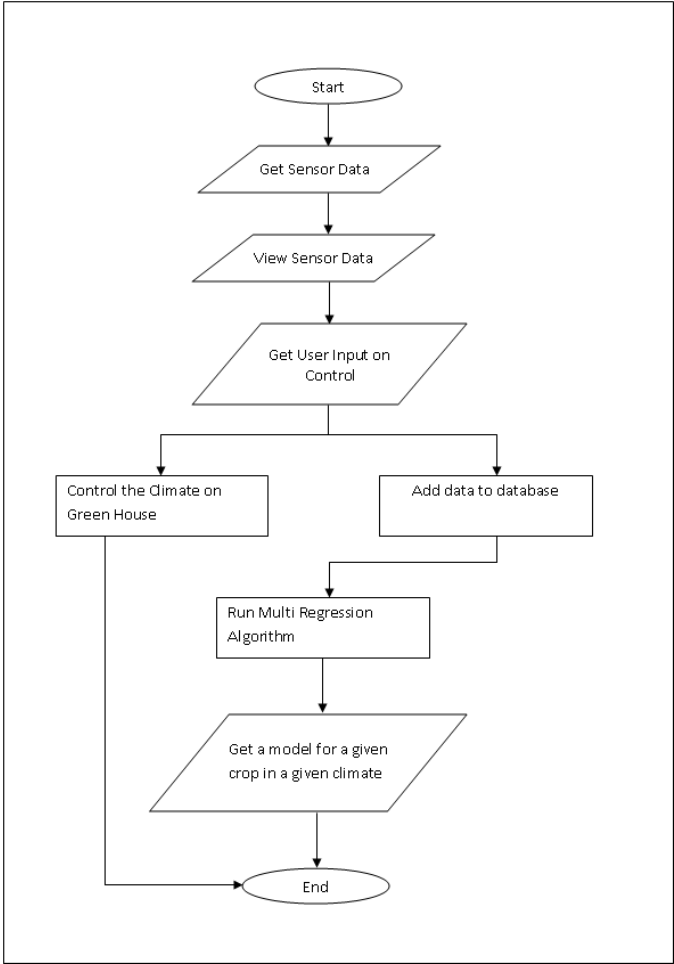 Start
Get Sensor Data
View Sensor Data
Get User Input on
Control
Control the Climate on
Green House
Add data to database
Run Multi Regression
Algorithm
Get a model for a given
crop in a given climate
End